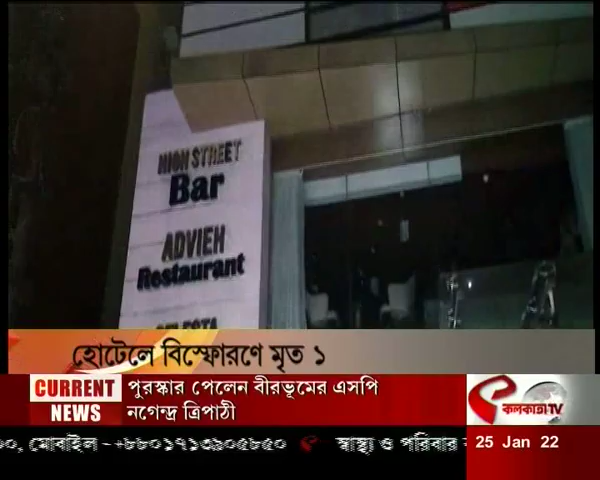 HIGH STREET
Bar
ADVIEH
Restaurant
হোটেলে বিস্ফোরণে মৃত ১
CURRENT
NEWS
পুরস্কার পেলেন বীরভূমের এসপি
নগেন্দ্র ত্রিপাঠী
কলকাতা TV
০০, মোবাইল - +৮৮০১৭১৩৯০৫৮৫০ স্বাস্থ্য ও পরিবার
25 Jan 22